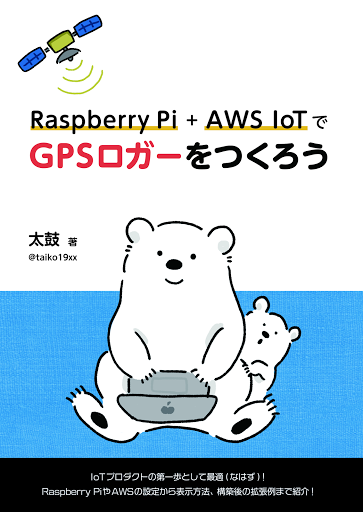 Raspberry Pi + AWS IoTで
GPSロガーをつくろう
太鼓 著
@taiko19xx
IoTプロダクトの第一歩として最適(なはず)!
Raspberry PiやAWSの設定から表示方法、構築後の拡張例まで紹介!